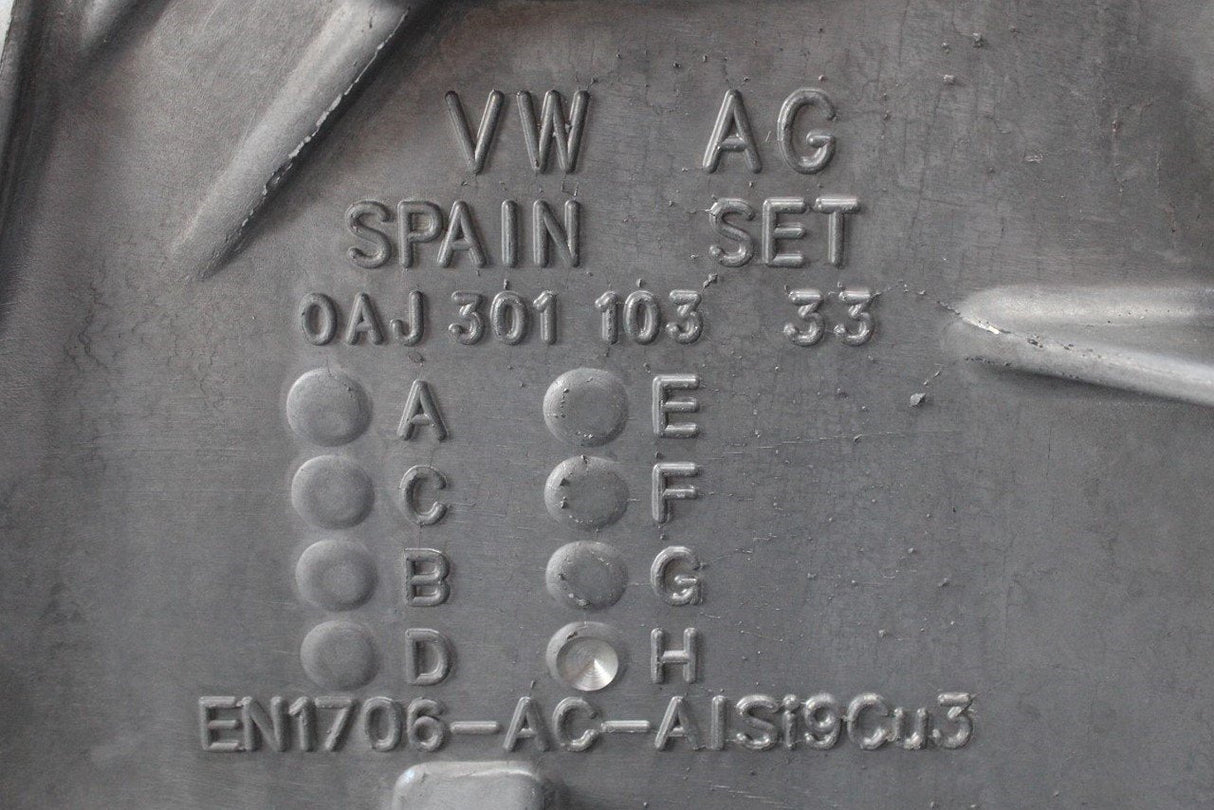 VW AG
SPAIN SET
0AJ 301 103 33
A E
C F
B G
D H
EN1706-AC-AlSi9Cu3